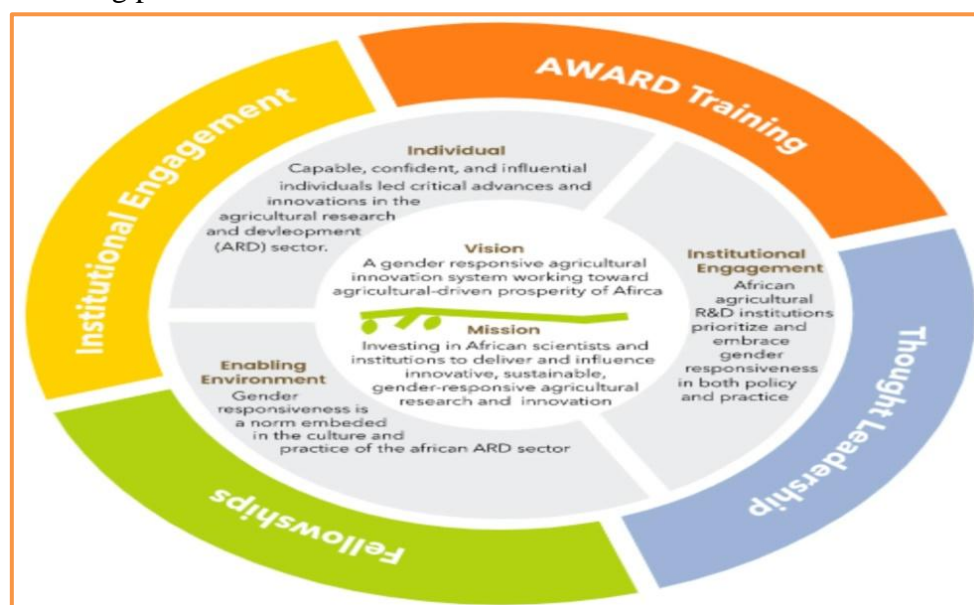 AWARD Training
Institutional Engagement
Individual
Capable, confident, and influential
individuals led critical advances and
innovations in the
agricultural research
and devleopment
(ARD) sector.
Vision
A gender responsive agricultural
innovation system working toward
agricultural-driven prosperity of Afirca
Mission
Investing in African scientists and
institutions to deliver and influence
innovative, sustainable,
gender-responsive agricultural
research and innovation
Institutional
Engagement
African
agricultural
R&D institutions
prioritize and
embrace
gender
responsiveness
in both policy
and practice
Enabling
Environment
Gender
responsiveness is
a norm embeded
in the culture and
practice of the african ARD sector
Thought Leadership
Fellowships